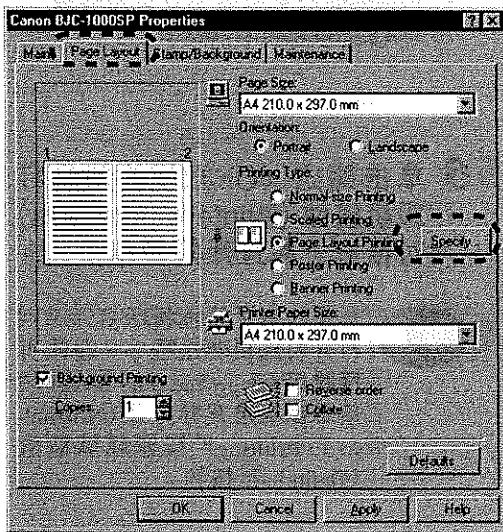 Canon BJC-1000SP Properties
Main Page Layout Stamp/Background Maintenance
Page Size:
A4 210.0 x 297.0 mm
Orientation:
Portrait Landscape
1 2
Printing Type:
Normal-size Printing
Scaled Printing
Page Layout Printing Specify...
Poster Printing
Banner Printing
Printer Paper Size:
A4 210.0 x 297.0 mm
Background Printing
Reverse order
Copies: 1 Collate
Defaults
OK Cancel Apply Help